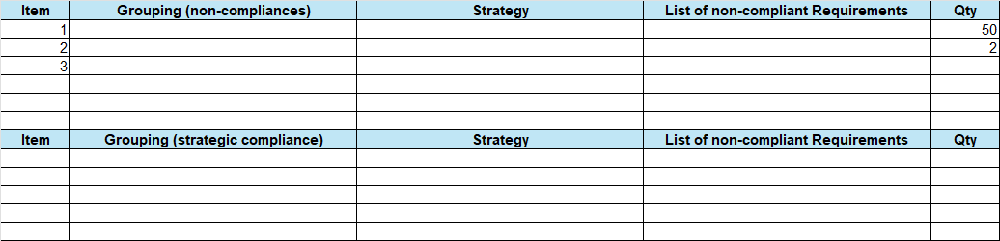 Item Grouping (non-compliances) Strategy List of non-compliant Requirements Qty
1 50
2 2
3
Item Grouping (strategic compliance) Strategy List of non-compliant Requirements Qty